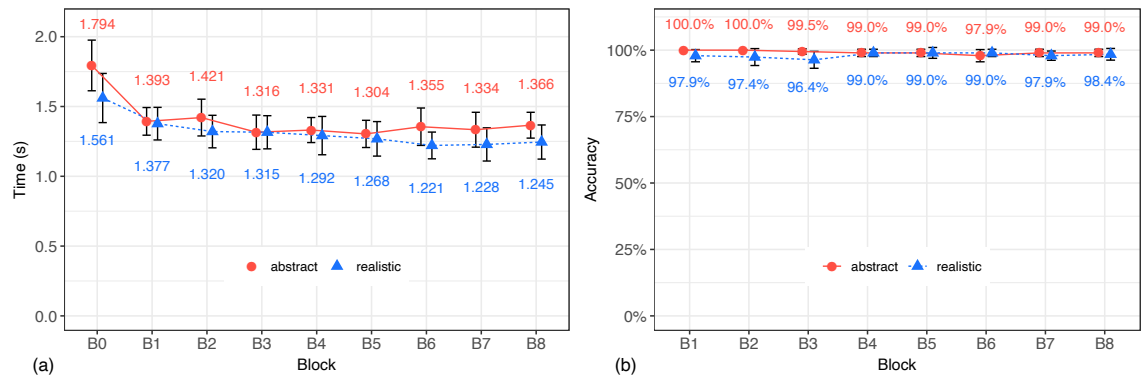 1.794
1.393
1.421
1.316
1.331
1.304
1.355
1.334
1.366
1.561
1.377
1.320
1.315
1.292
1.268
1.221
1.228
1.245
2.0
1.5
1.0
0.5
0.0
Time (s)
abstract realistic
B0 B1 B2 B3 B4 B5 B6 B7 B8
Block
(a)
100.0% 100.0% 99.5% 99.0% 99.0% 97.9% 99.0% 99.0%
97.9% 97.4% 96.4% 99.0% 99.0% 99.0% 97.9% 98.4%
100%
75%
50%
25%
0%
Accuracy
abstract realistic
B1 B2 B3 B4 B5 B6 B7 B8
Block
(b)